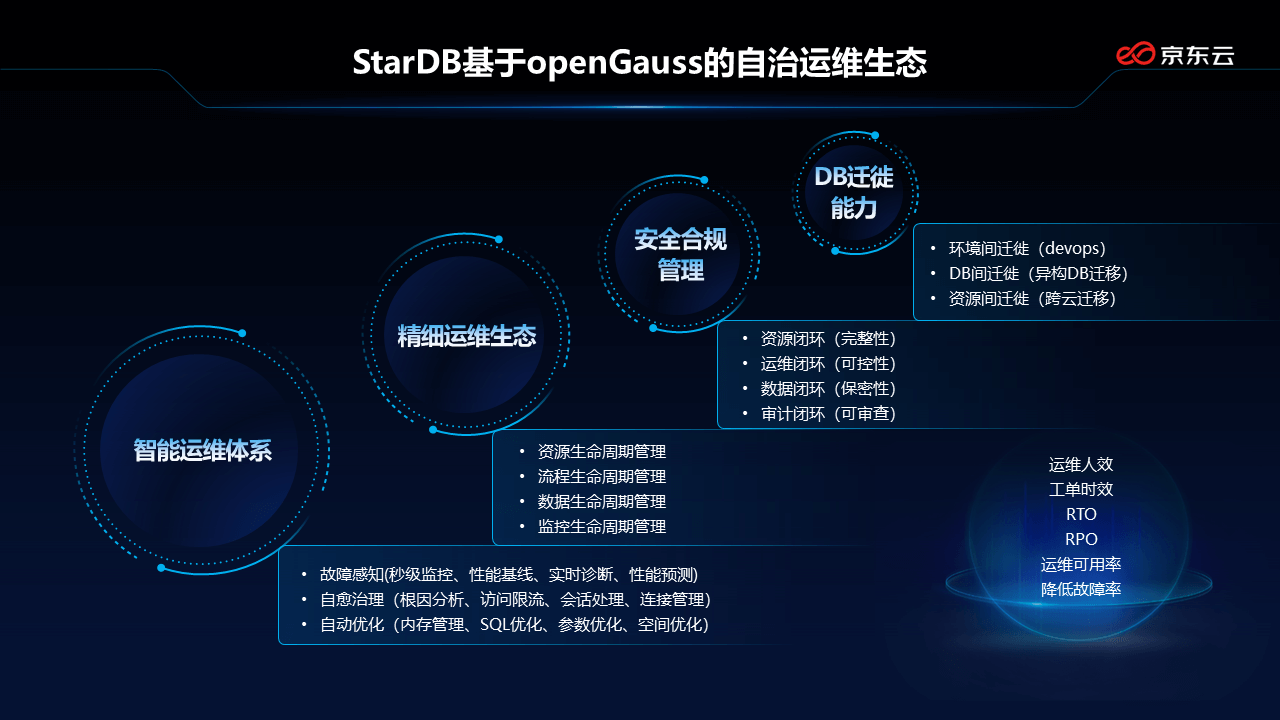 StarDB基于openGauss的自治运维生态
京东云
DB迁徙
能力
• 环境间迁徙（devops）
• DB间迁徙（异构DB迁移）
• 资源间迁徙（跨云迁移）
安全合规
管理
• 资源闭环（完整性）
• 运维闭环（可控性）
• 数据闭环（保密性）
• 审计闭环（可审查）
精细运维生态
• 资源生命周期管理
• 流程生命周期管理
• 数据生命周期管理
• 监控生命周期管理
智能运维体系
• 故障感知(秒级监控、性能基线、实时诊断、性能预测)
• 自愈治理（根因分析、访问限流、会话处理、连接管理）
• 自动优化（内存管理、SQL优化、参数优化、空间优化）
运维人效
工单时效
RTO
RPO
运维可用率
降低故障率